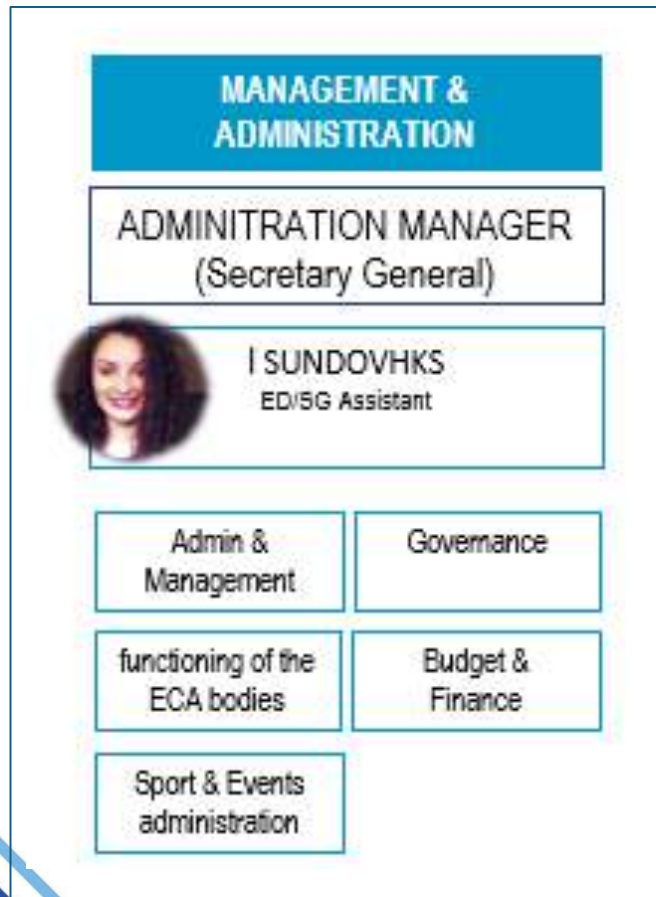 MANAGEMENT &
ADMINISTRATION
ADMINITRATION MANAGER
(Secretary General)
I SUNDOVHKS
ED/SG Assistant
Admin &
Management
Governance
functioning of the
ECA bodies
Budget &
Finance
Sport & Events
administration